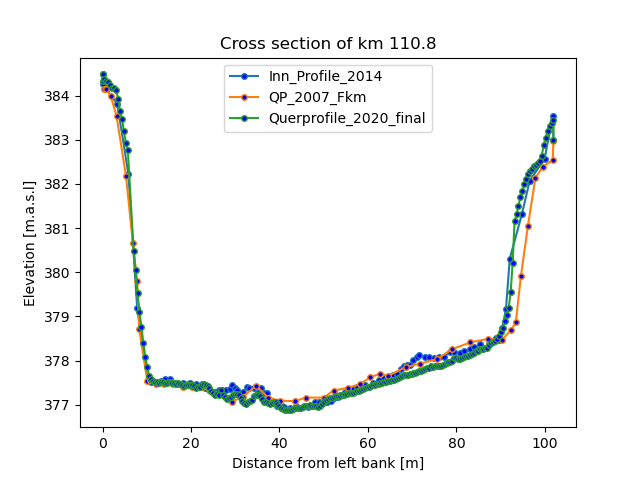 Cross section of km 110.8
Inn_Profile_2014
QP_2007_Fkm
Querprofile_2020_final
Elevation [m.a.s.l]
384
383
382
381
380
379
378
377
0 20 40 60 80 100
Distance from left bank [m]